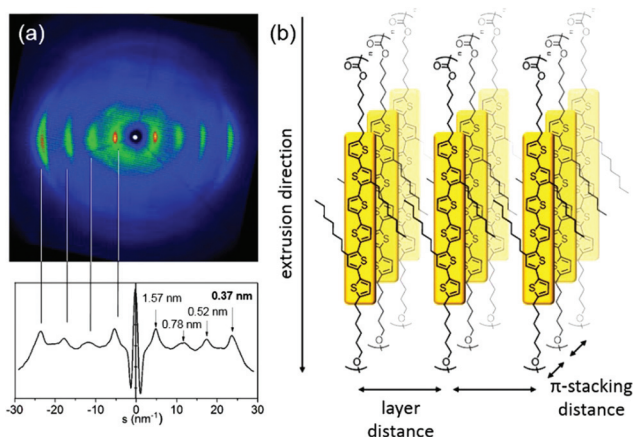 (a)
1.57 nm
0.78 nm
0.52 nm
0.37 nm
-30 -20 -10 0 10 20 30
s (nm⁻¹)
(b)
extrusion direction
n n n
O O O
O O O
S S S
S S S
S S S
S S S
S S S
S S S
O O O
n n n
layer
distance
π-stacking
distance